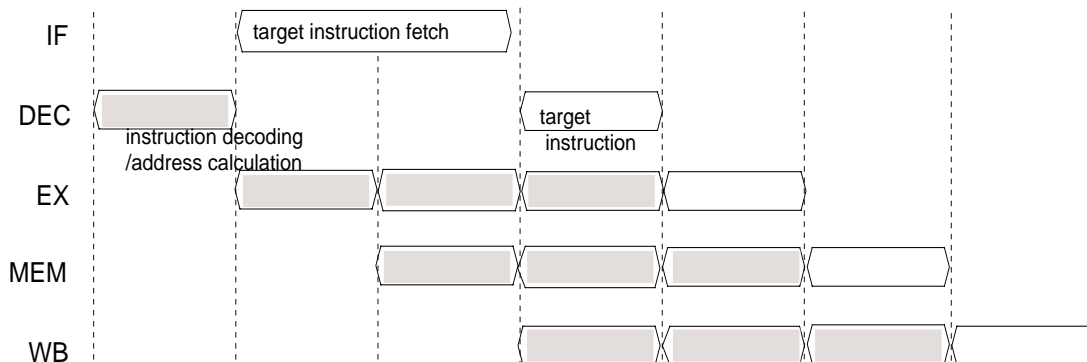 IF
target instruction fetch
DEC
target
instruction
instruction decoding
/address calculation
EX
MEM
WB